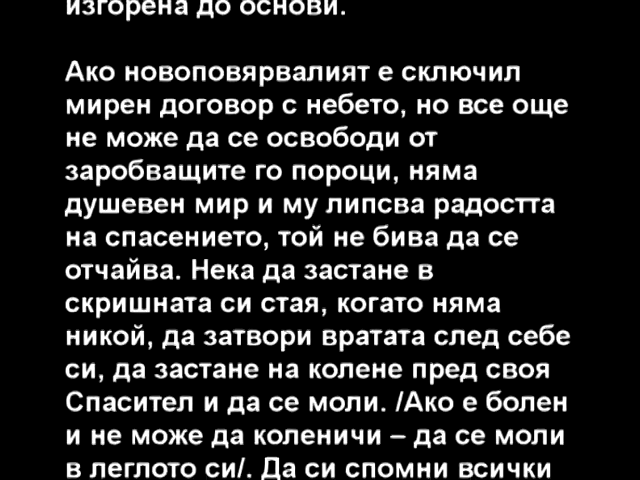 изгорена до основи.
Ако новоповярвалият е сключил
мирен договор с небето, но все още
не може да се освободи от
заробващите го пороци, няма
душевен мир и му липсва радостта
на спасението, той не бива да се
отчайва. Нека да застане в
скришната си стая, когато няма
никой, да затвори вратата след себе
си, да застане на колене пред своя
Спасител и да се моли. /Ако е болен
и не може да коленичи – да се моли
в леглото си/. Да си спомни всички